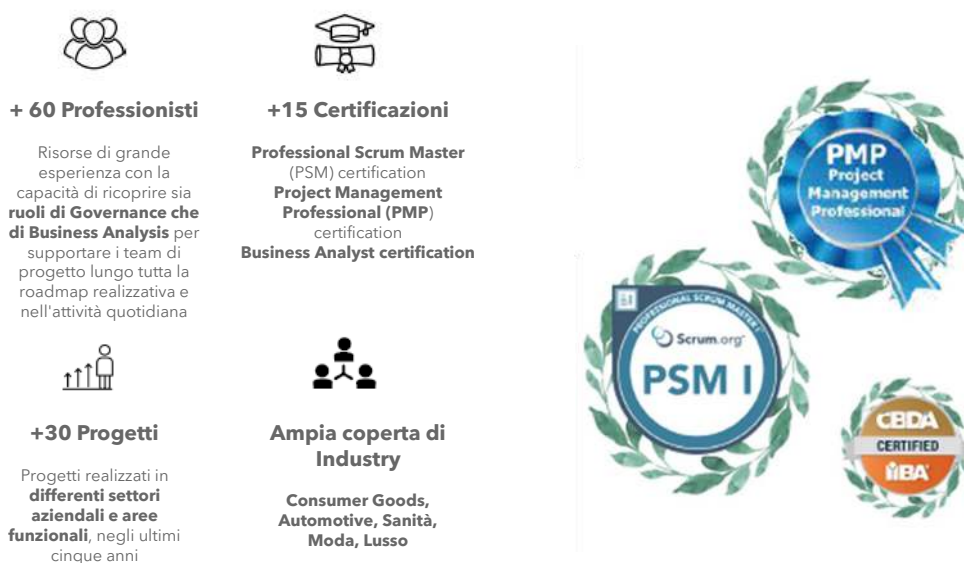 + 60 Professionisti
Risorse di grande
esperienza con la
capacità di ricoprire sia
ruoli di Governance che
di Business Analysis per
supportare i team di
progetto lungo tutta la
roadmap realizzativa e
nell'attività quotidiana
+15 Certificazioni
Professional Scrum Master
(PSM) certification
Project Management
Professional (PMP)
certification
Business Analyst certification
+30 Progetti
Progetti realizzati in
differenti settori
aziendali e aree
funzionali, negli ultimi
cinque anni
Ampia coperta di
Industry
Consumer Goods,
Automotive, Sanità,
Moda, Lusso
PMP
Project
Management
Professional
PROFESSIONAL SCRUM MASTER I
Scrum.org
PSM I
CBDA
CERTIFIED
IIBA